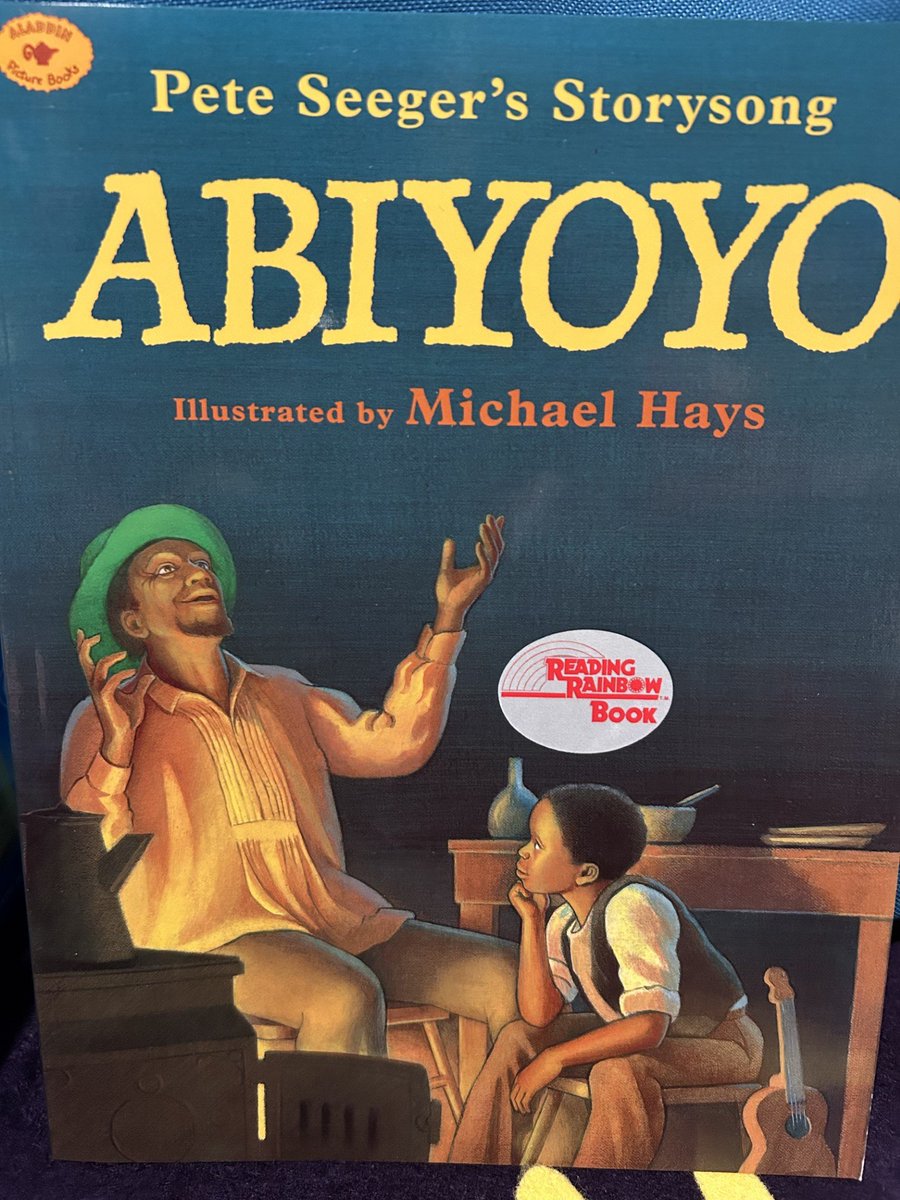 ALADDIN
Picture Books
Pete Seeger's Storysong
ABIYOYO
Illustrated by Michael Hays
READING
RAINBOW
BOOK